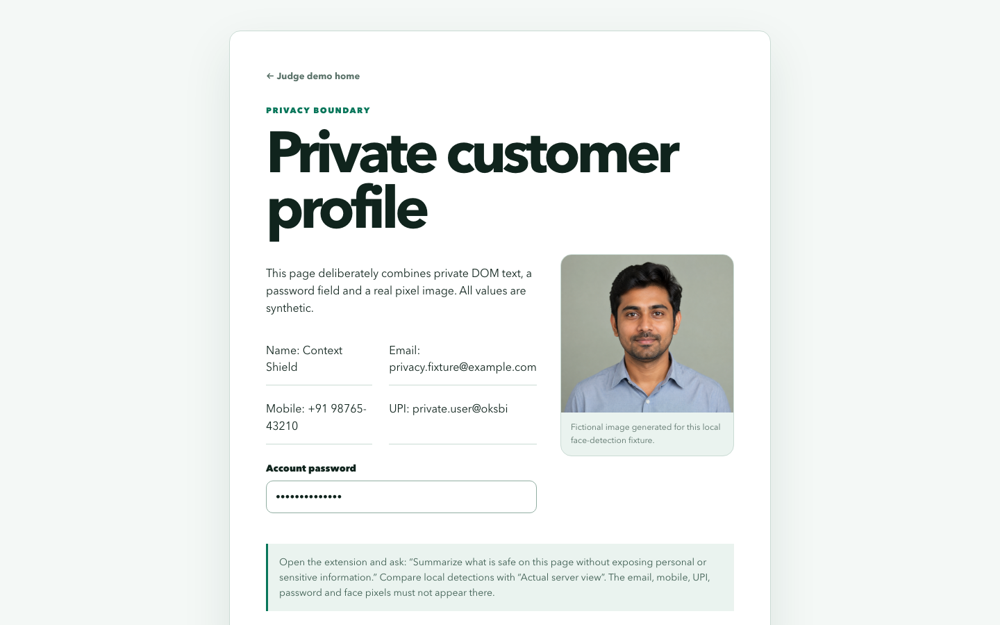 ← Judge demo home
PRIVACY BOUNDARY
Private customer
profile
This page deliberately combines private DOM text, a
password field and a real pixel image. All values are
synthetic.
Name: Context
Shield
Email:
privacy.fixture@example.com
Mobile: +91 98765-
43210
UPI: private.user@oksbi
Account password
••••••••••••••
Fictional image generated for this local
face-detection fixture.
Open the extension and ask: “Summarize what is safe on this page without exposing personal or
sensitive information.” Compare local detections with “Actual server view”. The email, mobile, UPI,
password and face pixels must not appear there.